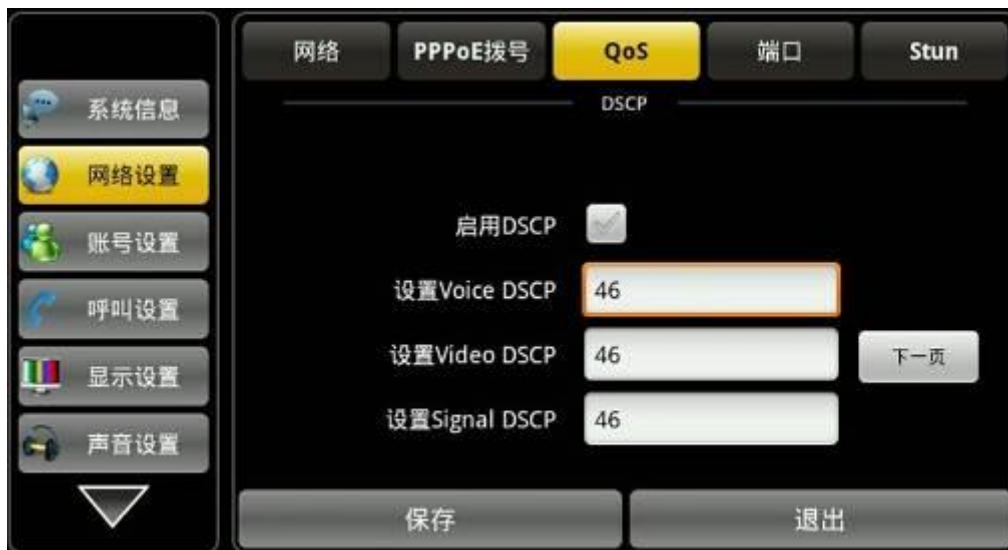 网络 PPPoE拨号 QoS 端口 Stun
DSCP
系统信息
网络设置
账号设置
呼叫设置
显示设置
声音设置
启用DSCP
设置Voice DSCP 46
设置Video DSCP 46
下一页
设置Signal DSCP 46
保存 退出